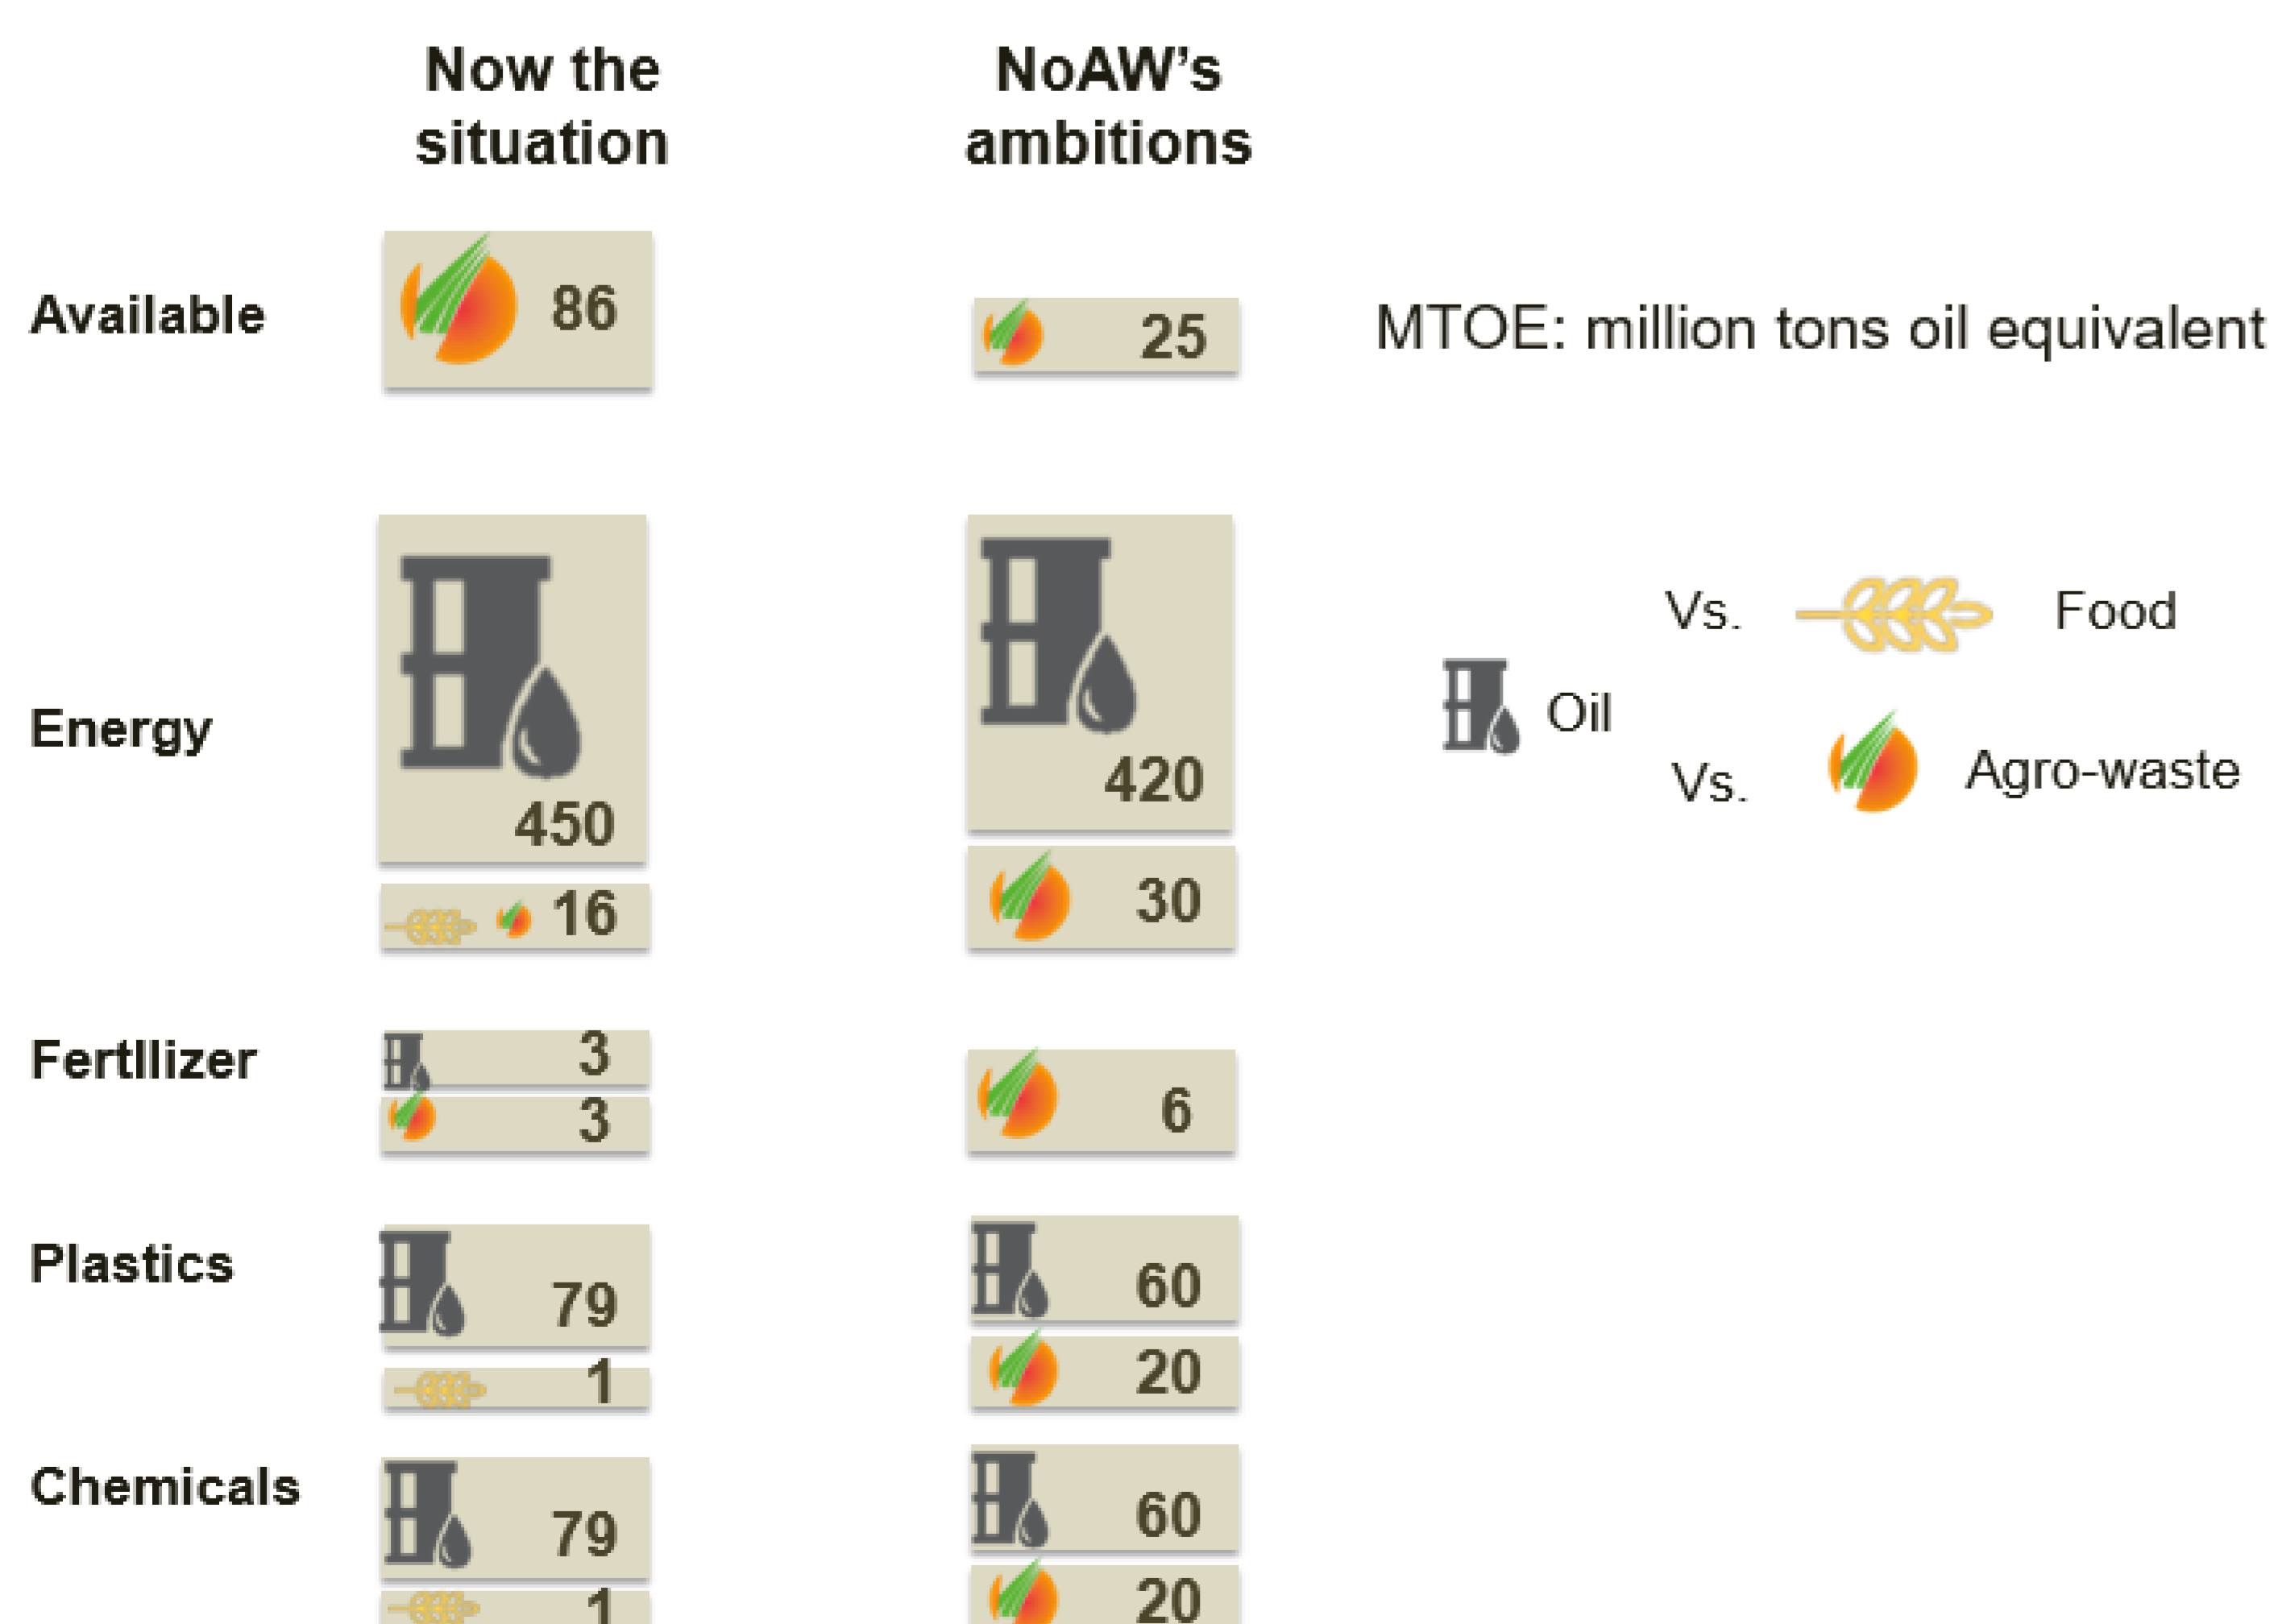 Now the
situation
NoAW's
ambitions
Available
86
25
MTOE: million tons oil equivalent
Energy
450
16
420
30
Oil
Vs.
Food
Vs.
Agro-waste
FertIlizer
3
3
6
Plastics
79
1
60
20
Chemicals
79
1
60
20